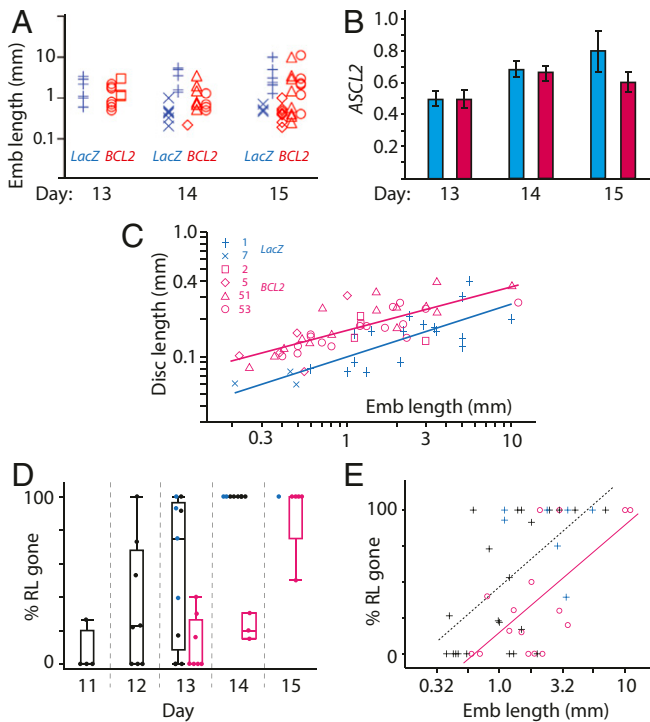 A
Emb length (mm)
10
1
0.1
LacZ BCL2 LacZ BCL2 LacZ BCL2
Day: 13 14 15
B
ASCL2
1.0
0.8
0.6
0.4
0.2
Day: 13 14 15
C
Disc length (mm)
1.0
0.4
0.1
1 LacZ
7
2
5 BCL2
51
53
Emb length (mm)
0.3 1 3 10
D
% RL gone
100
0
11 12 13 14 15
Day
E
% RL gone
100
0
0.32 1.0 3.2 10
Emb length (mm)